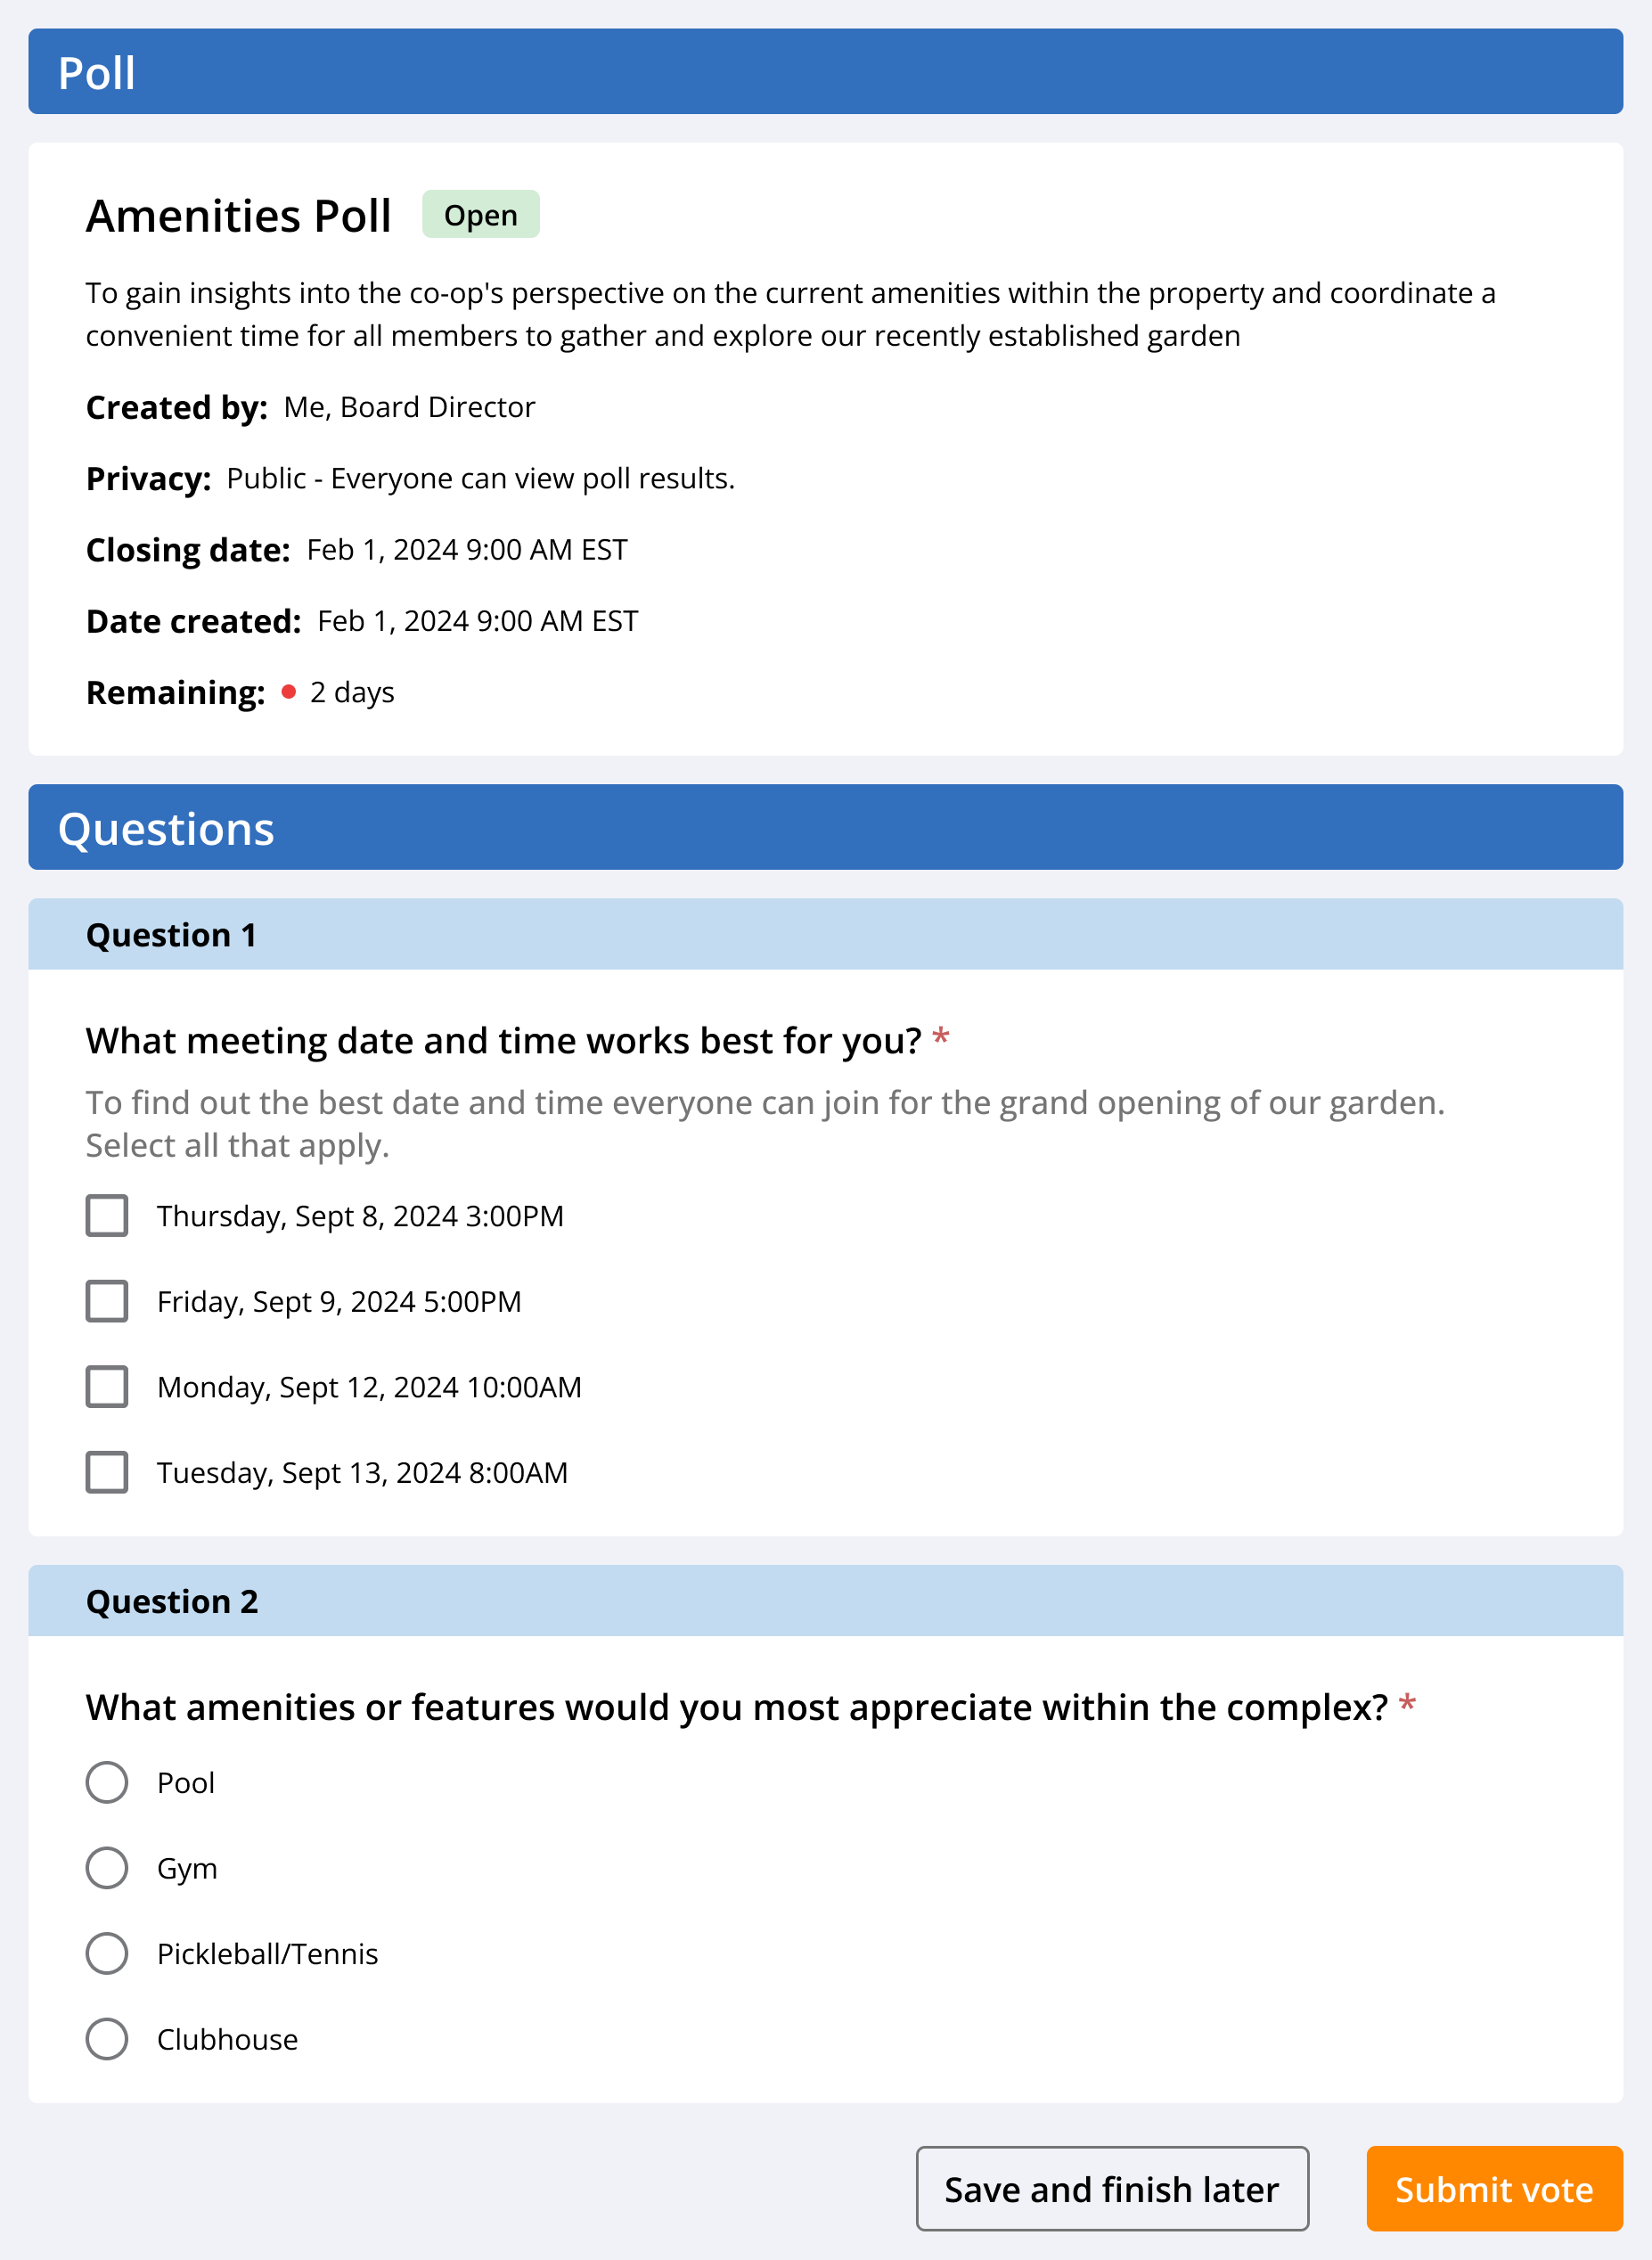 Poll
Amenities Poll Open
To gain insights into the co-op's perspective on the current amenities within the property and coordinate a
convenient time for all members to gather and explore our recently established garden
Created by: Me, Board Director
Privacy: Public - Everyone can view poll results.
Closing date: Feb 1, 2024 9:00 AM EST
Date created: Feb 1, 2024 9:00 AM EST
Remaining: 2 days
Questions
Question 1
What meeting date and time works best for you? *
To find out the best date and time everyone can join for the grand opening of our garden.
Select all that apply.
Thursday, Sept 8, 2024 3:00PM
Friday, Sept 9, 2024 5:00PM
Monday, Sept 12, 2024 10:00AM
Tuesday, Sept 13, 2024 8:00AM
Question 2
What amenities or features would you most appreciate within the complex? *
Pool
Gym
Pickleball/Tennis
Clubhouse
Save and finish later Submit vote